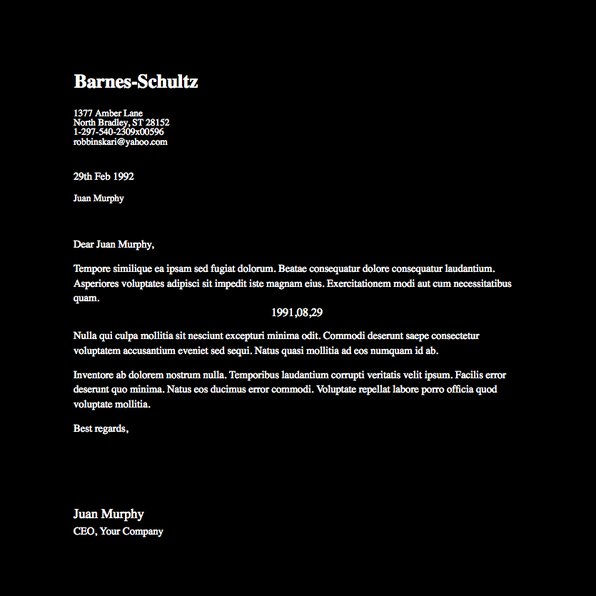 Barnes-Schultz
1377 Amber Lane
North Bradley, ST 28152
1-297-540-2309x00596
robbinskari@yahoo.com
29th Feb 1992
Juan Murphy
Dear Juan Murphy,
Tempore similique ea ipsam sed fugiat dolorum. Beatae consequatur dolore consequatur laudantium.
Asperiores voluptates adipisci sit impedit iste magnam eius. Exercitationem modi aut cum necessitatibus
quam.
1991,08,29
Nulla qui culpa mollitia sit nesciunt excepturi minima odit. Commodi deserunt saepe consectetur
voluptatem accusantium eveniet sed sequi. Natus quasi mollitia ad eos numquam id ab.
Inventore ab dolorem nostrum nulla. Temporibus laudantium corrupti veritatis velit ipsum. Facilis error
deserunt quo minima. Natus eos ducimus error commodi. Voluptate repellat labore porro officia quod
voluptate mollitia.
Best regards,
Juan Murphy
CEO, Your Company